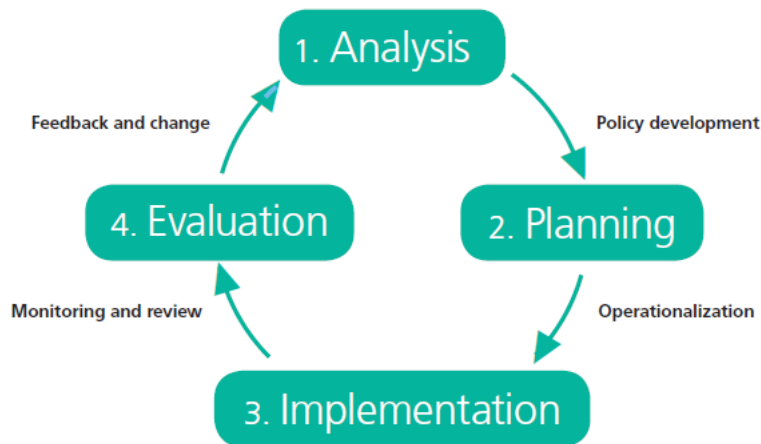 1. Analysis
Feedback and change
Policy development
4. Evaluation
2. Planning
Monitoring and review
Operationalization
3. Implementation